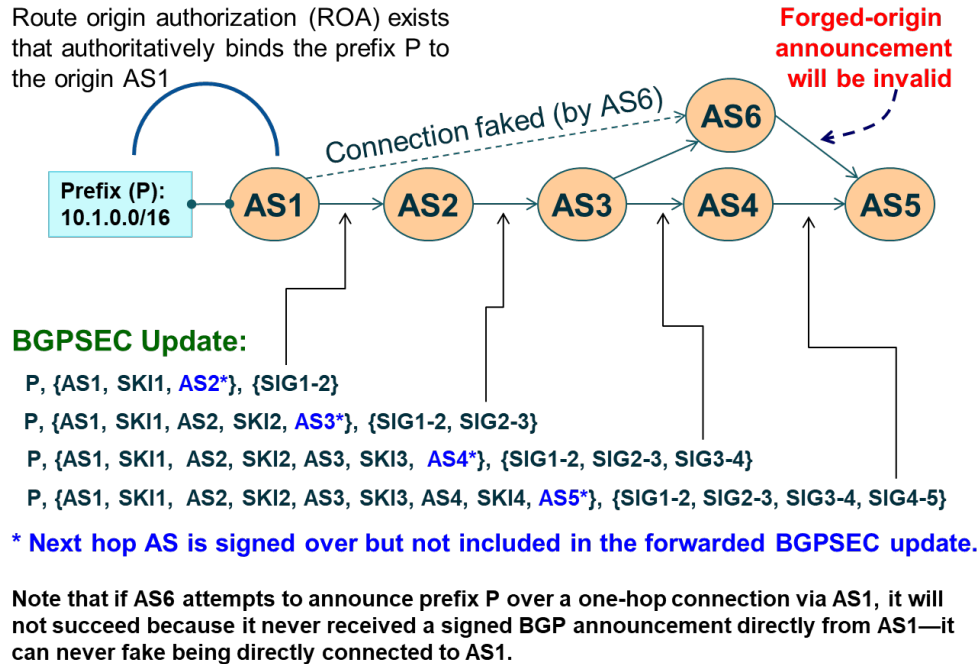 Route origin authorization (ROA) exists
that authoritatively binds the prefix P to
the origin AS1
Forged-origin
announcement
will be invalid
Connection faked (by AS6)
AS6
Prefix (P):
10.1.0.0/16
AS1
AS2
AS3
AS4
AS5
BGPSEC Update:
P, {AS1, SKI1, AS2*}, {SIG1-2}
P, {AS1, SKI1, AS2, SKI2, AS3*}, {SIG1-2, SIG2-3}
P, {AS1, SKI1, AS2, SKI2, AS3, SKI3, AS4*}, {SIG1-2, SIG2-3, SIG3-4}
P, {AS1, SKI1, AS2, SKI2, AS3, SKI3, AS4, SKI4, AS5*}, {SIG1-2, SIG2-3, SIG3-4, SIG4-5}
* Next hop AS is signed over but not included in the forwarded BGPSEC update.
Note that if AS6 attempts to announce prefix P over a one-hop connection via AS1, it will
not succeed because it never received a signed BGP announcement directly from AS1—it
can never fake being directly connected to AS1.